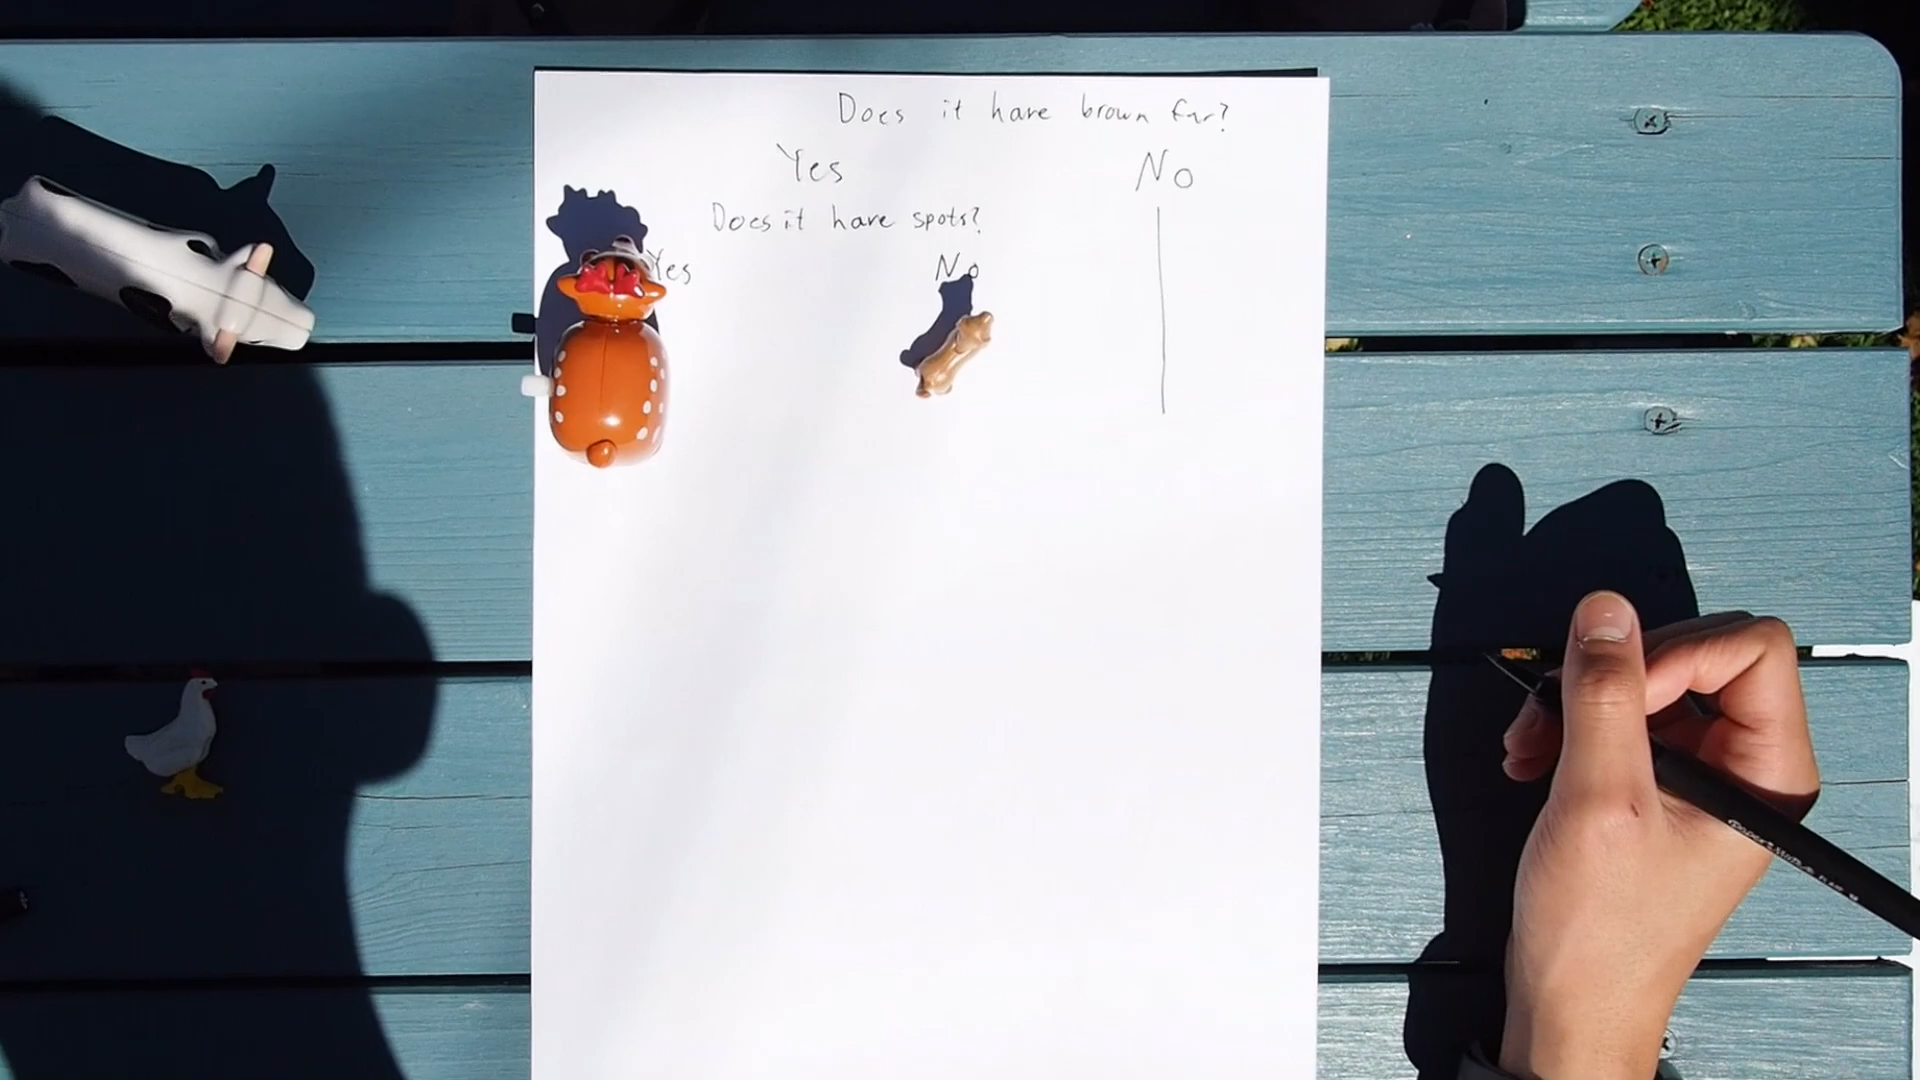 Does it have brown fur?
Yes No
Does it have spots?
Yes No